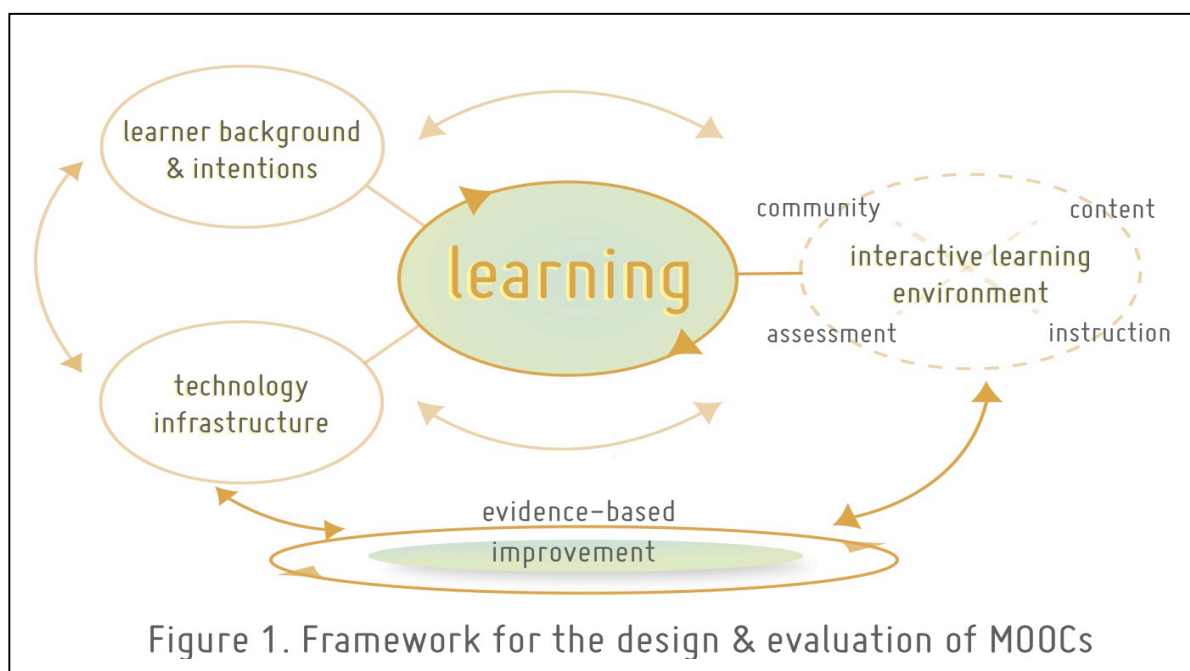 learner background
& intentions
learning
community
content
interactive learning
environment
assessment
instruction
technology
infrastructure
evidence-based
improvement
Figure 1. Framework for the design & evaluation of MOOCs